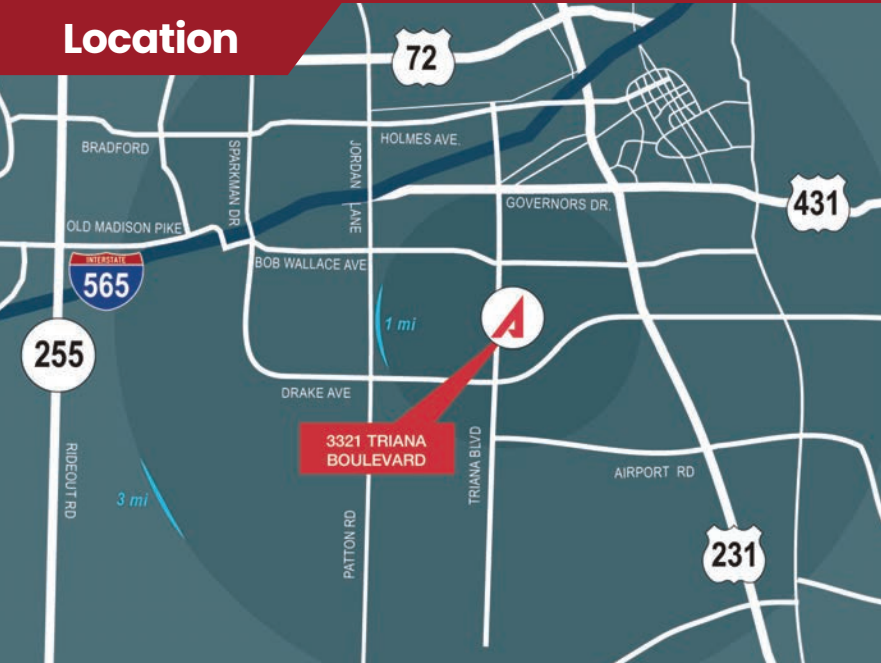 Location
72
HOLMES AVE.
BRADFORD
SPARKMAN DR
JORDAN LANE
GOVERNORS DR.
431
OLD MADISON PIKE
INTERSTATE
565
BOB WALLACE AVE
1 mi
255
DRAKE AVE
3321 TRIANA
BOULEVARD
TRIANA BLVD
AIRPORT RD
RIDEOUT RD
3 mi
PATTON RD
231